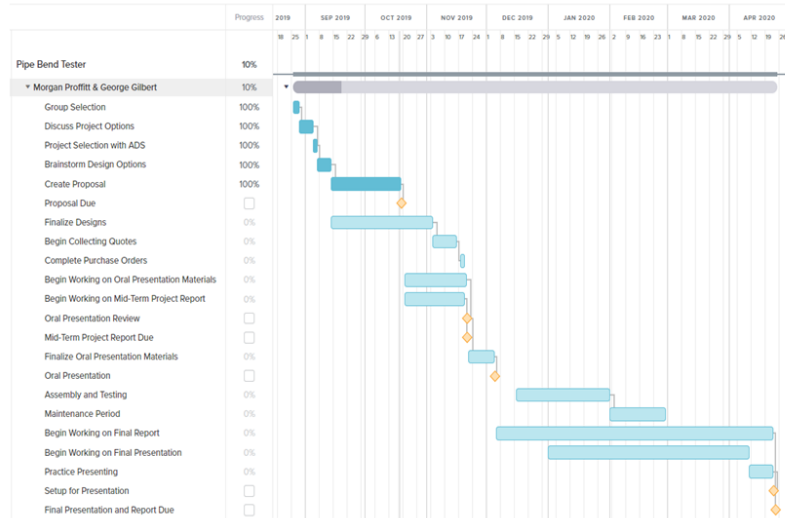 Progress 2019 SEP 2019 OCT 2019 NOV 2019 DEC 2019 JAN 2020 FEB 2020 MAR 2020 APR 2020
18 25 1 8 15 22 29 6 13 20 27 3 10 17 24 1 8 15 22 29 5 12 19 26 2 9 16 23 1 8 15 22 29 5 12 19 26
Pipe Bend Tester 10%
Morgan Proffitt & George Gilbert 10%
Group Selection 100%
Discuss Project Options 100%
Project Selection with ADS 100%
Brainstorm Design Options 100%
Create Proposal 100%
Proposal Due
Finalize Designs 0%
Begin Collecting Quotes 0%
Complete Purchase Orders 0%
Begin Working on Oral Presentation Materials 0%
Begin Working on Mid-Term Project Report 0%
Oral Presentation Review
Mid-Term Project Report Due
Finalize Oral Presentation Materials 0%
Oral Presentation
Assembly and Testing 0%
Maintenance Period 0%
Begin Working on Final Report 0%
Begin Working on Final Presentation 0%
Practice Presenting 0%
Setup for Presentation
Final Presentation and Report Due